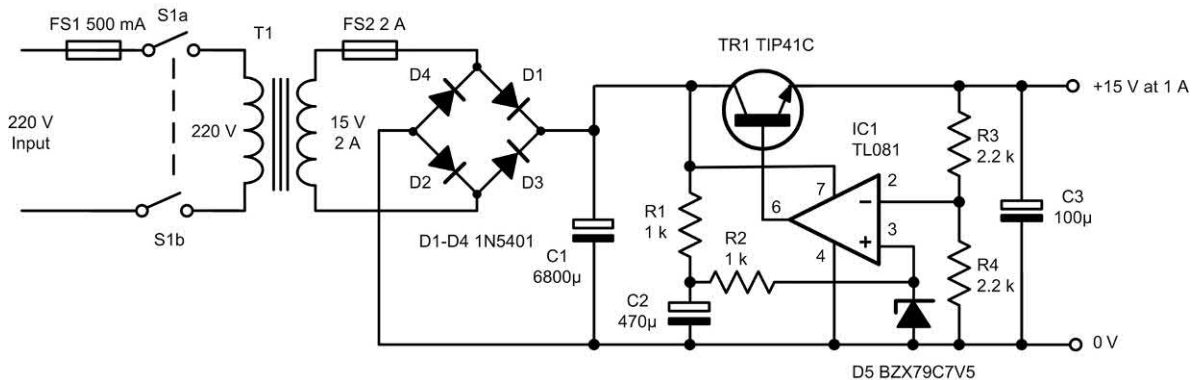 FS1 500 mA
S1a
T1
FS2 2 A
TR1 TIP41C
D4
D1
+15 V at 1 A
220 V
Input
220 V
15 V
2 A
IC1
TL081
R3
2.2 k
D2
D3
7
2
6
3
4
R1
1 k
R2
1 k
C3
100µ
S1b
D1-D4 1N5401
C1
6800µ
R4
2.2 k
C2
470µ
0 V
D5 BZX79C7V5